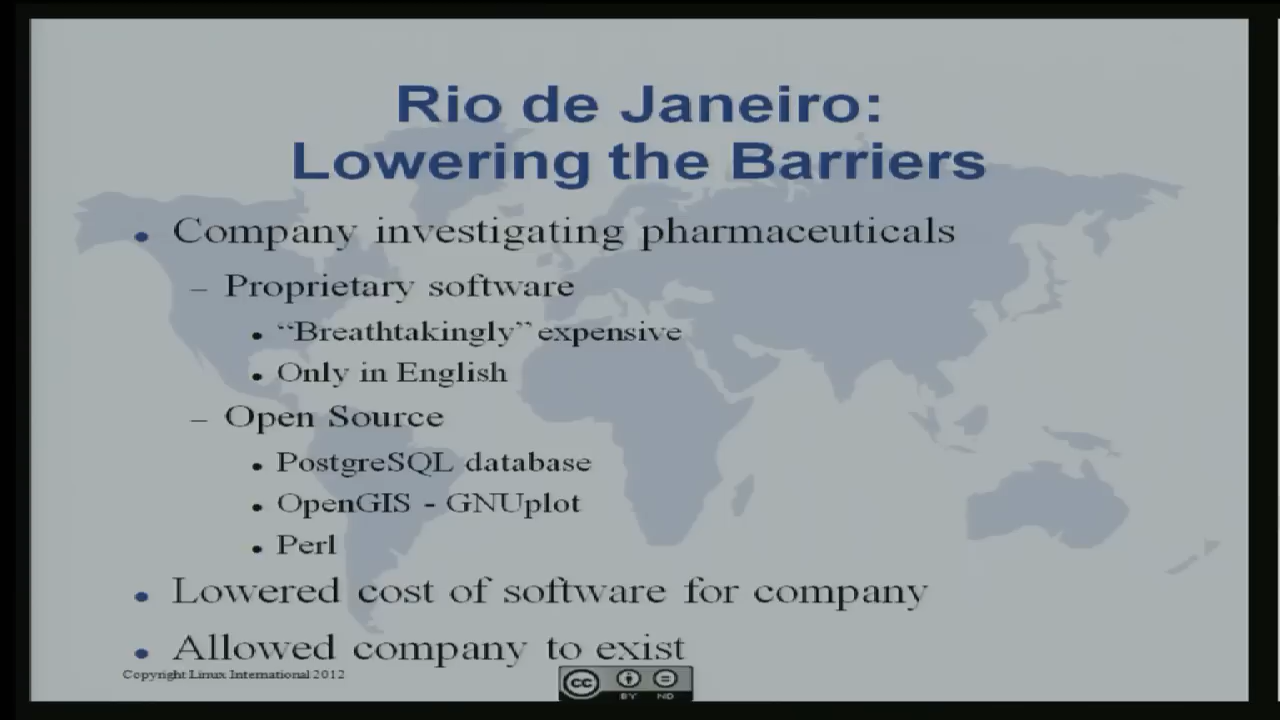 Rio de Janeiro:
Lowering the Barriers
• Company investigating pharmaceuticals
– Proprietary software
• “Breathtakingly” expensive
• Only in English
– Open Source
• PostgreSQL database
• OpenGIS - GNUplot
• Perl
• Lowered cost of software for company
• Allowed company to exist
Copyright Linux International 2012
cc BY ND